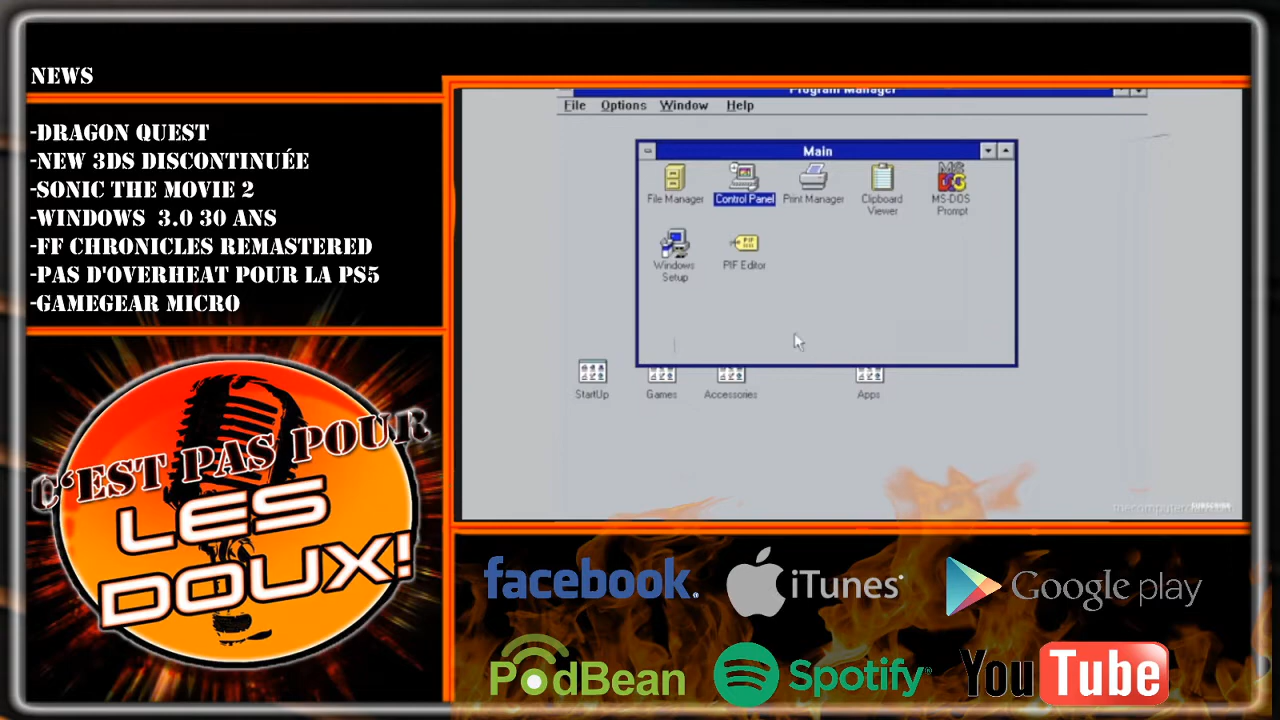 NEWS
-DRAGON QUEST
-NEW 3DS DISCONTINUÉE
-SONIC THE MOVIE 2
-WINDOWS 3.0 30 ANS
-FF CHRONICLES REMASTERED
-PAS D'OVERHEAT POUR LA PS5
-GAMEGEAR MICRO
Program Manager
File Options Window Help
Main
File Manager Control Panel Print Manager Clipboard Viewer MS-DOS Prompt
Windows Setup PIF Editor
StartUp Games Accessories Apps
SUBSCRIBE
C'EST PAS POUR
LES
DOUX!
facebook. iTunes Google play
PodBean Spotify YouTube